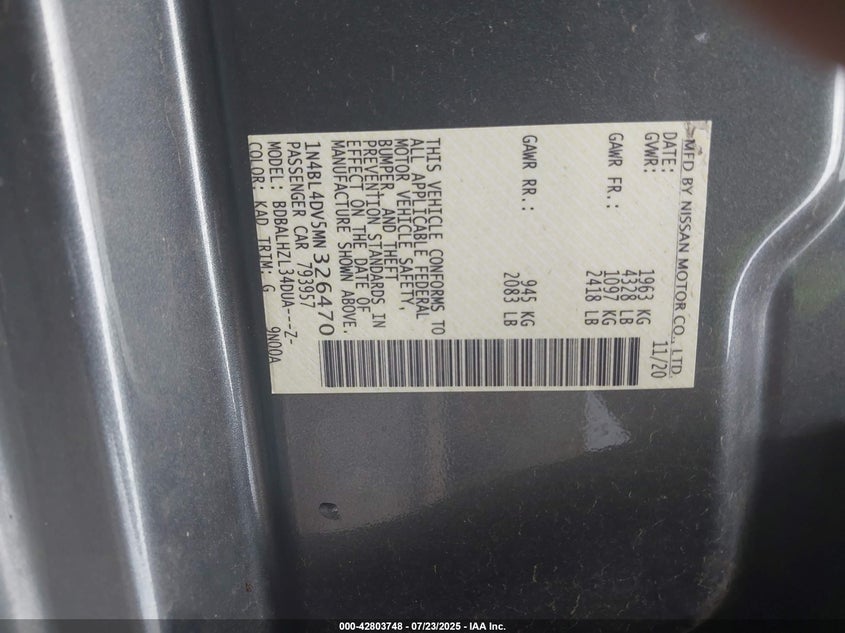 MFD BY NISSAN MOTOR CO., LTD.
DATE: 11/20
GVWR: 1963 KG
4328 LB
GAWR FR.: 1097 KG
2418 LB
GAWR RR.: 945 KG
2083 LB
THIS VEHICLE CONFORMS TO
ALL APPLICABLE FEDERAL
MOTOR VEHICLE SAFETY,
BUMPER, AND THEFT
PREVENTION STANDARDS IN
EFFECT ON THE DATE OF
MANUFACTURE SHOWN ABOVE.
1N4BL4DV5MN326470
PASSENGER CAR 793957
MODEL: BDBALHZL34DUA---Z-
COLOR: KAD TRIM: G 9N00A
000-42803748 - 07/23/2025 - IAA Inc.